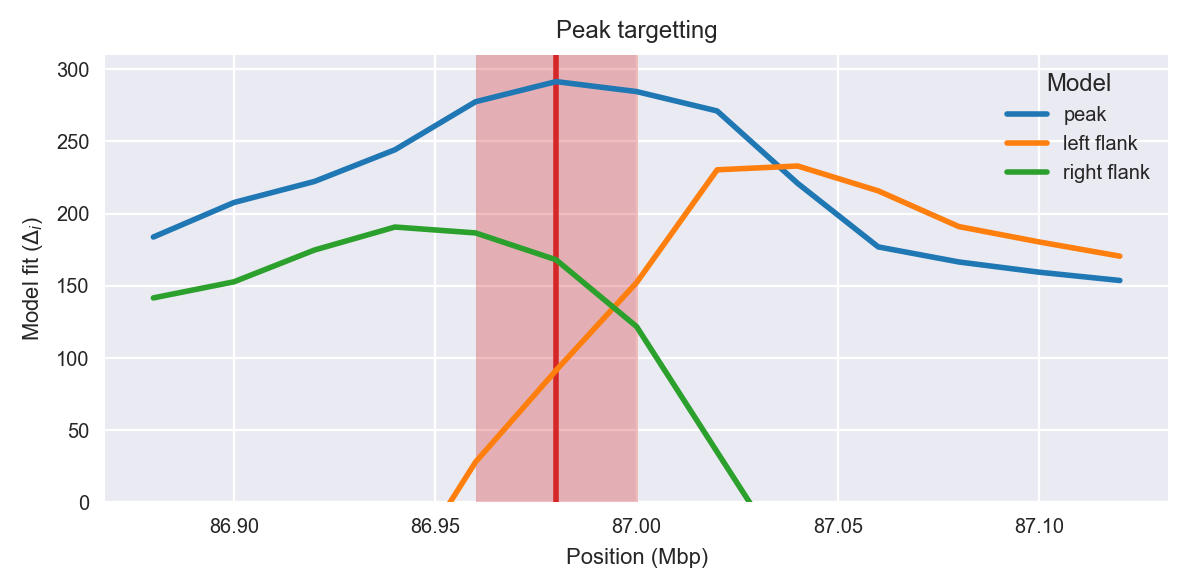 Peak targetting
Model
peak
left flank
right flank
Model fit (Δi)
300
250
200
150
100
50
0
86.90 86.95 87.00 87.05 87.10
Position (Mbp)